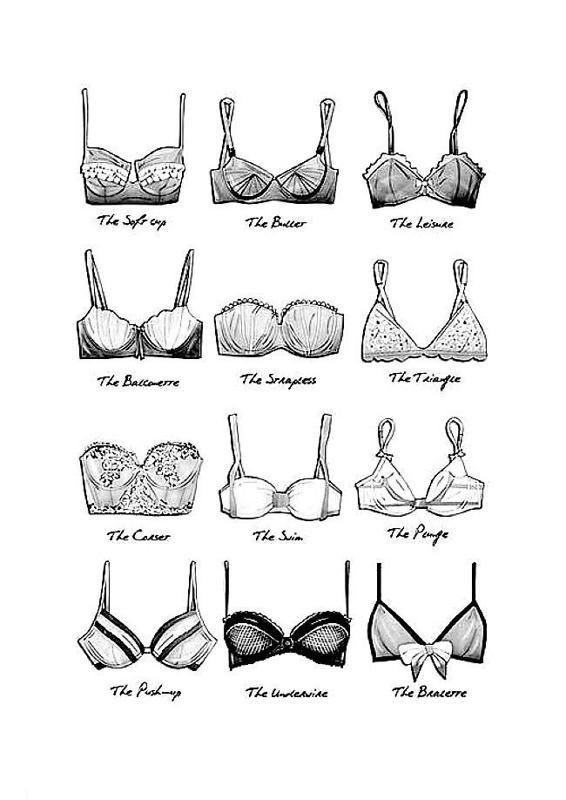 The Soft cup
The Bullet
The Leisure
The Balconette
The Strapless
The Triangle
The Corset
The Swim
The Plunge
The Push-up
The Underwire
The Bralette